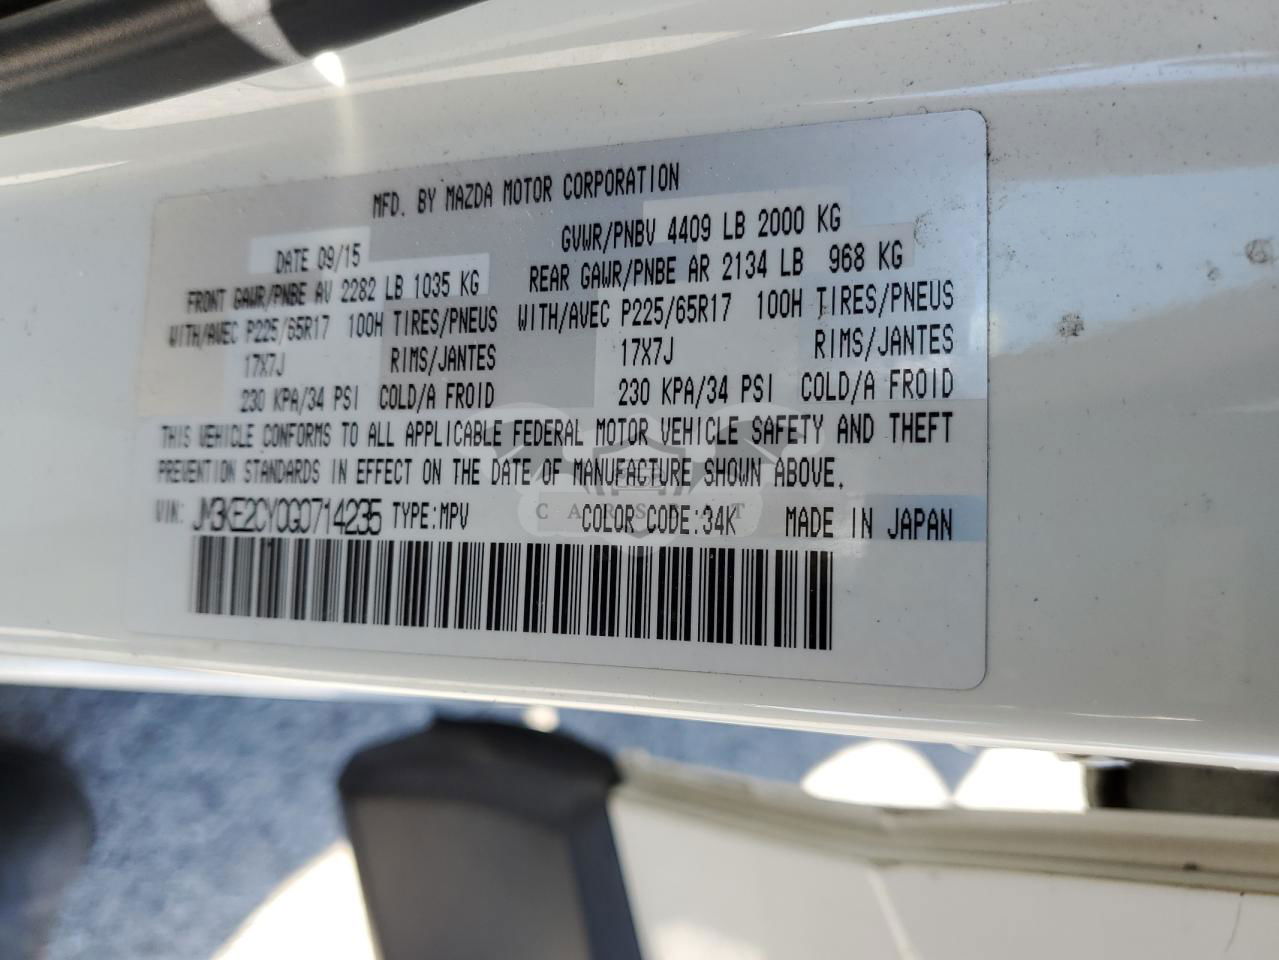 MFD. BY MAZDA MOTOR CORPORATION
DATE 09/15 GVWR/PNBV 4409 LB 2000 KG
FRONT GAWR/PNBE AV 2282 LB 1035 KG REAR GAWR/PNBE AR 2134 LB 968 KG
WITH/AVEC P225/65R17 100H TIRES/PNEUS WITH/AVEC P225/65R17 100H TIRES/PNEUS
17X7J RIMS/JANTES 17X7J RIMS/JANTES
230 KPA/34 PSI COLD/A FROID 230 KPA/34 PSI COLD/A FROID
THIS VEHICLE CONFORMS TO ALL APPLICABLE FEDERAL MOTOR VEHICLE SAFETY AND THEFT
PREVENTION STANDARDS IN EFFECT ON THE DATE OF MANUFACTURE SHOWN ABOVE.
VIN: JM3KE2CY0G0714235 TYPE:MPV COLOR CODE:34K MADE IN JAPAN